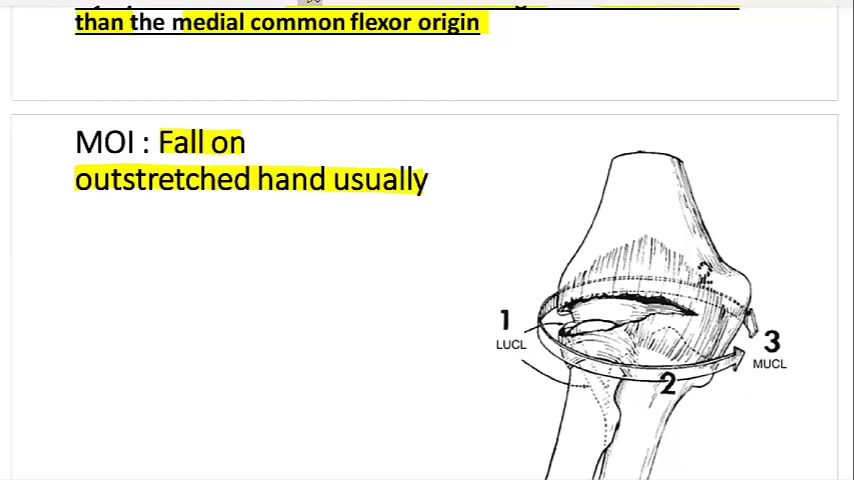 than the medial common flexor origin
MOI : Fall on
outstretched hand usually
2
1
LUCL
3
MUCL
2